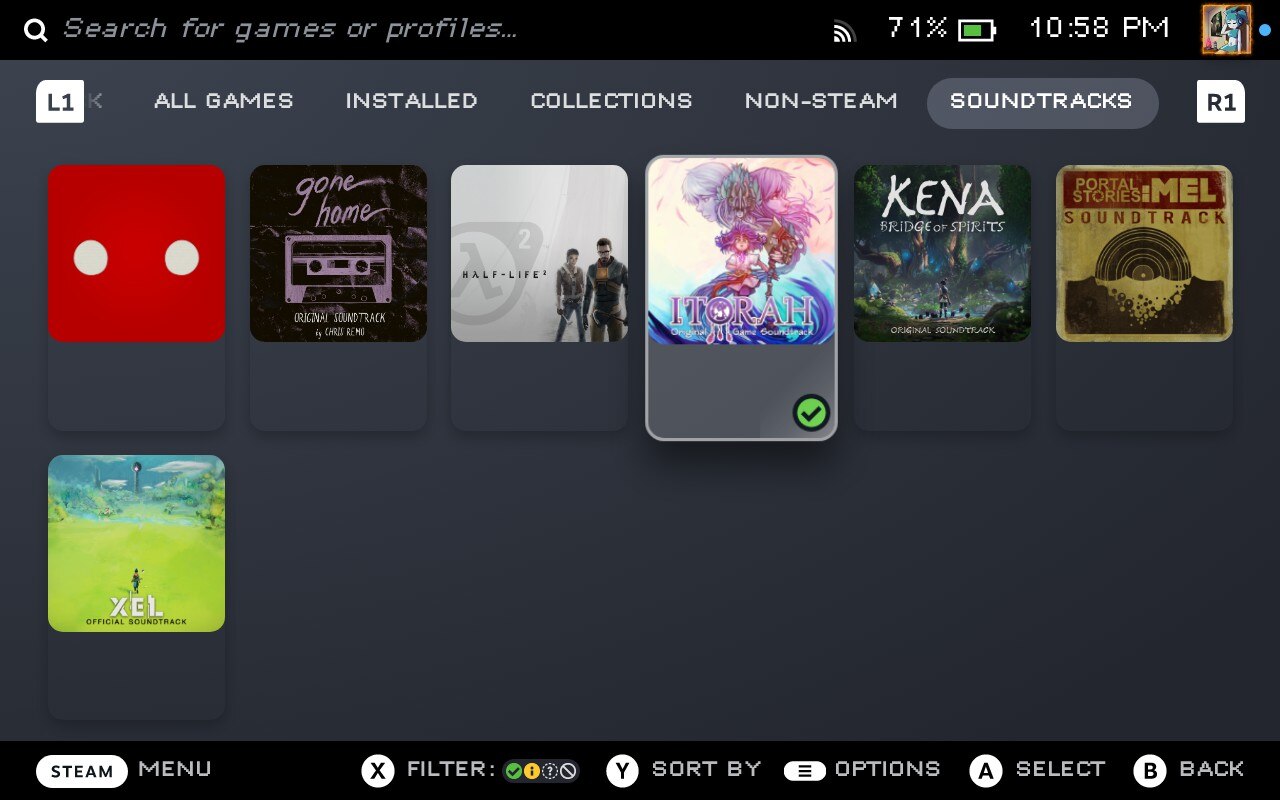 Search for games or profiles...
71%
10:58 PM
L1
K
ALL GAMES
INSTALLED
COLLECTIONS
NON-STEAM
SOUNDTRACKS
R1
gone
home
ORIGINAL SOUNDTRACK
by CHRIS REMO
HALF-LIFE²
2
ITORAH
Original Game Soundtrack
KENA
BRIDGE OF SPIRITS
ORIGINAL SOUNDTRACK
PORTAL
STORIES:MEL
SOUNDTRACK
XEL
OFFICIAL SOUNDTRACK
STEAM MENU
X FILTER:
Y SORT BY
OPTIONS
A SELECT
B BACK